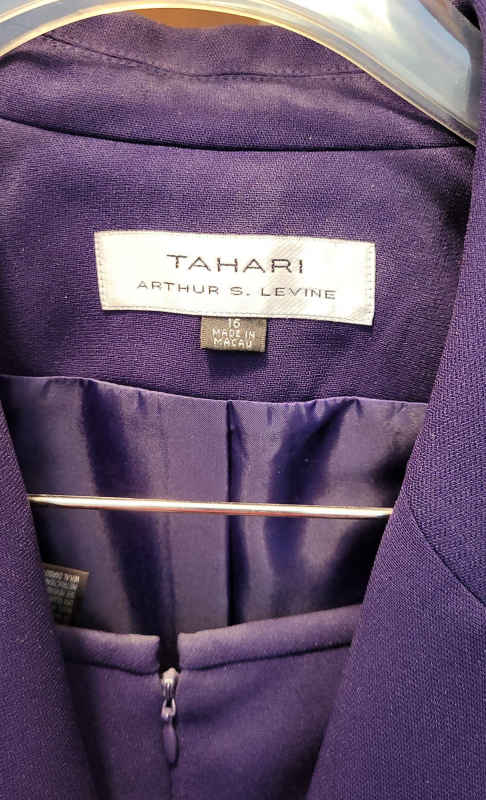 TAHARI
ARTHUR S. LEVINE
16
MADE IN
MACAU